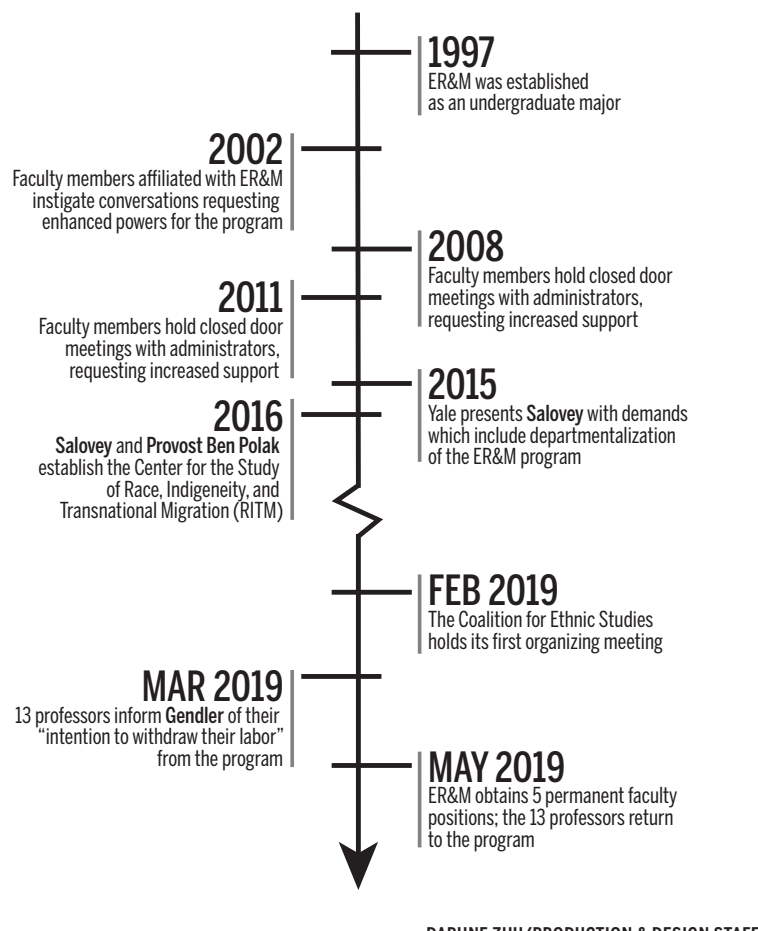 1997
ER&M was established
as an undergraduate major
2002
Faculty members affiliated with ER&M
instigate conversations requesting
enhanced powers for the program
2008
Faculty members hold closed door
meetings with administrators,
requesting increased support
2011
Faculty members hold closed door
meetings with administrators,
requesting increased support
2015
Yale presents Salovey with demands
which include departmentalization
of the ER&M program
2016
Salovey and Provost Ben Polak
establish the Center for the Study
of Race, Indigeneity, and
Transnational Migration (RITM)
FEB 2019
The Coalition for Ethnic Studies
holds its first organizing meeting
MAR 2019
13 professors inform Gendler of their
“intention to withdraw their labor”
from the program
MAY 2019
ER&M obtains 5 permanent faculty
positions; the 13 professors return
to the program
DAPHNE ZHU/PRODUCTION & DESIGN STAFF